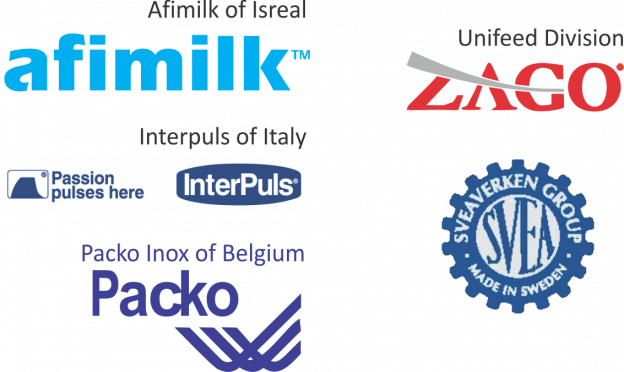 Afimilk of Isreal
afimilk™
Interpuls of Italy
Passion
pulses here
InterPuls®
Packo Inox of Belgium
Packo
Unifeed Division
ZAGO®
SVEAVERKEN GROUP
SVEA
· MADE IN SWEDEN ·